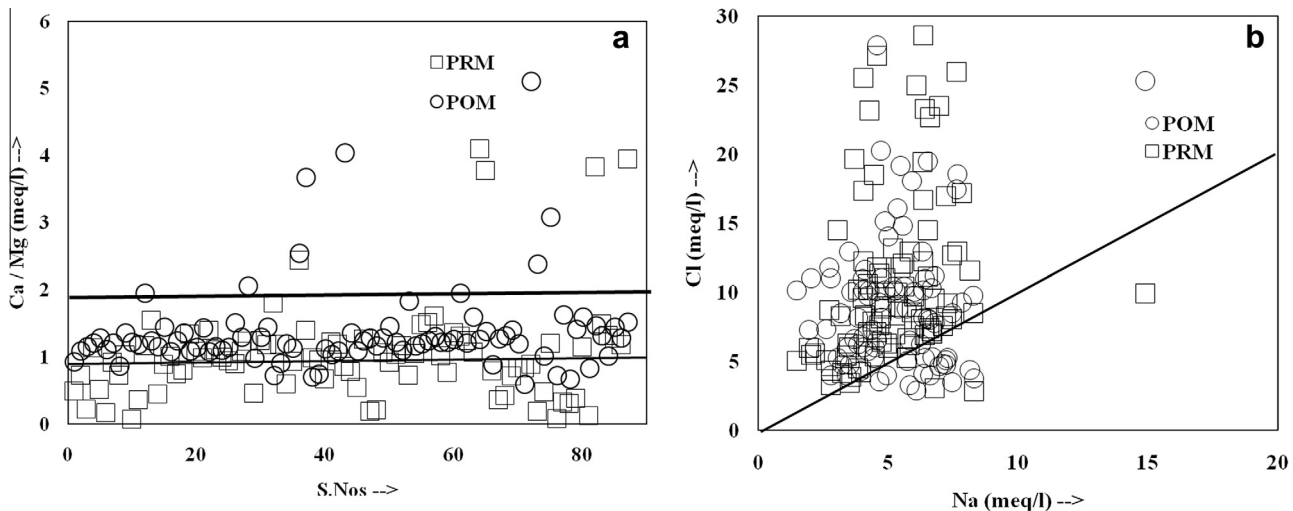 a
PRM
POM
Ca / Mg (meq/l) -->
6
5
4
3
2
1
0
0 20 40 60 80
S.Nos -->
b
POM
PRM
Cl (meq/l) -->
30
25
20
15
10
5
0
0 5 10 15 20
Na (meq/l) -->